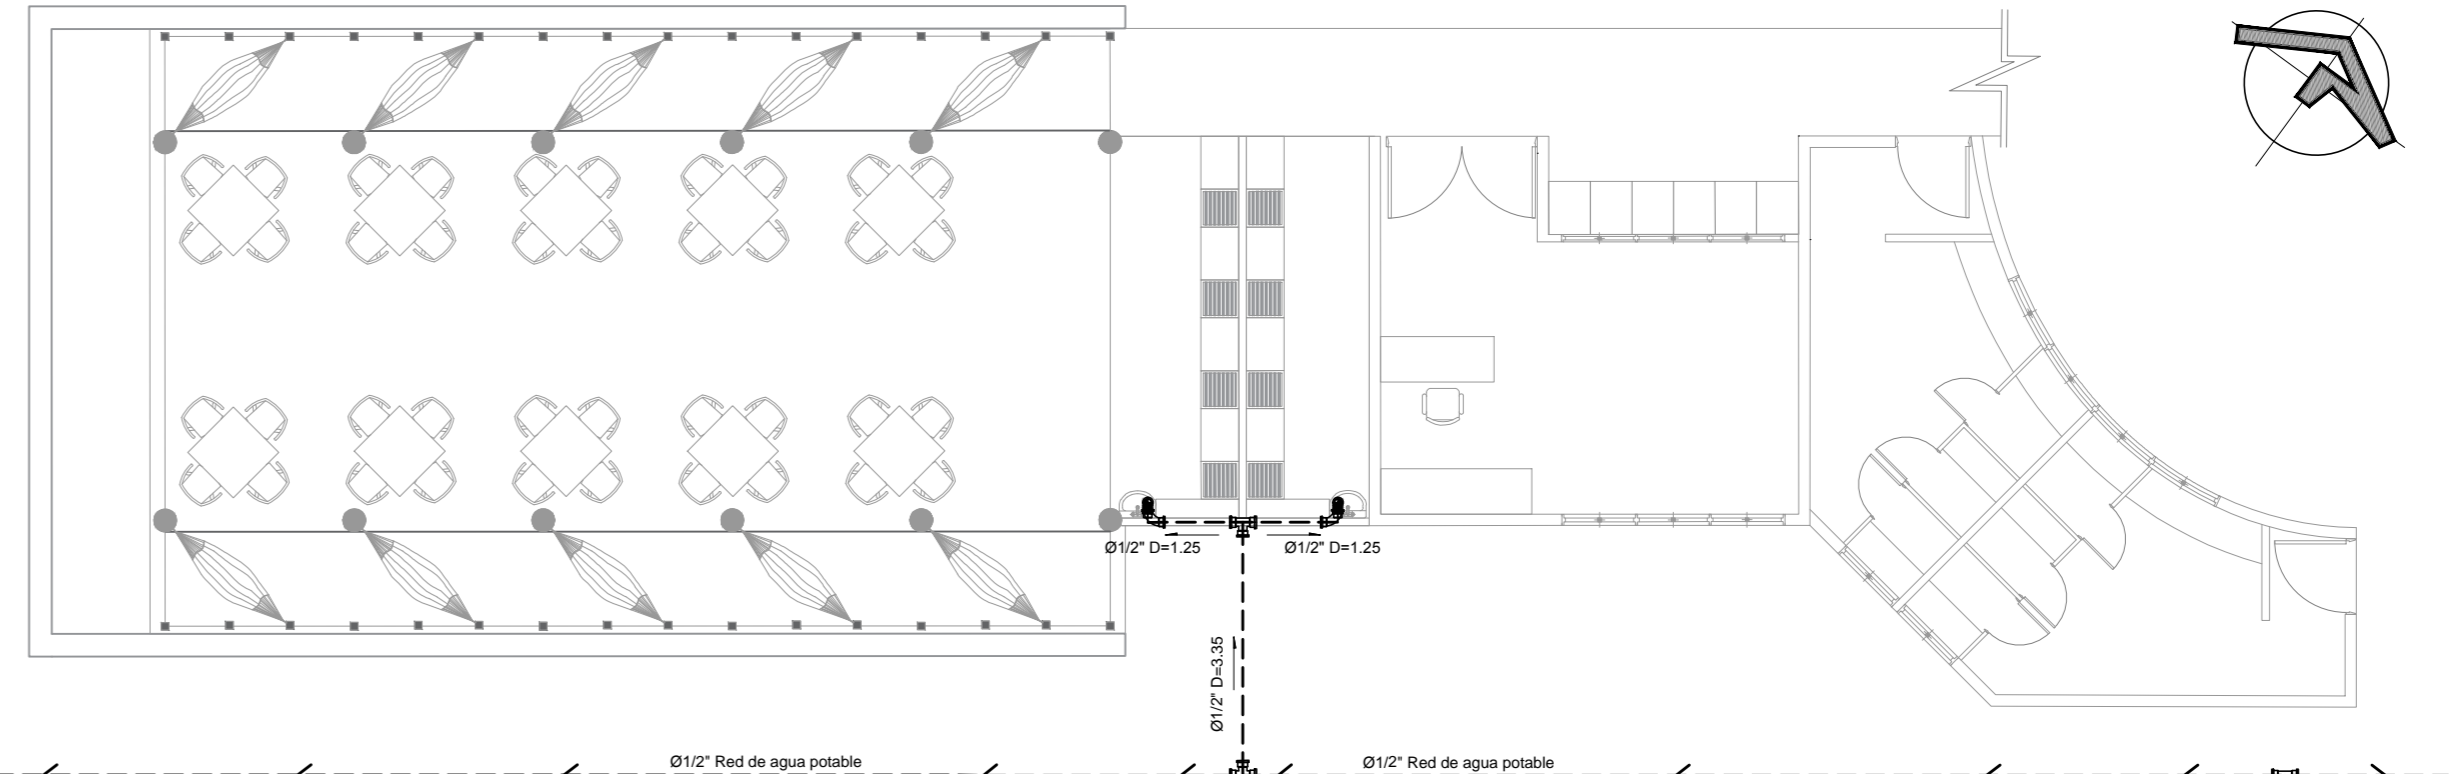 Ø1/2" D=1.25
Ø1/2" D=1.25
Ø1/2" D=3.35
Ø1/2" Red de agua potable
Ø1/2" Red de agua potable